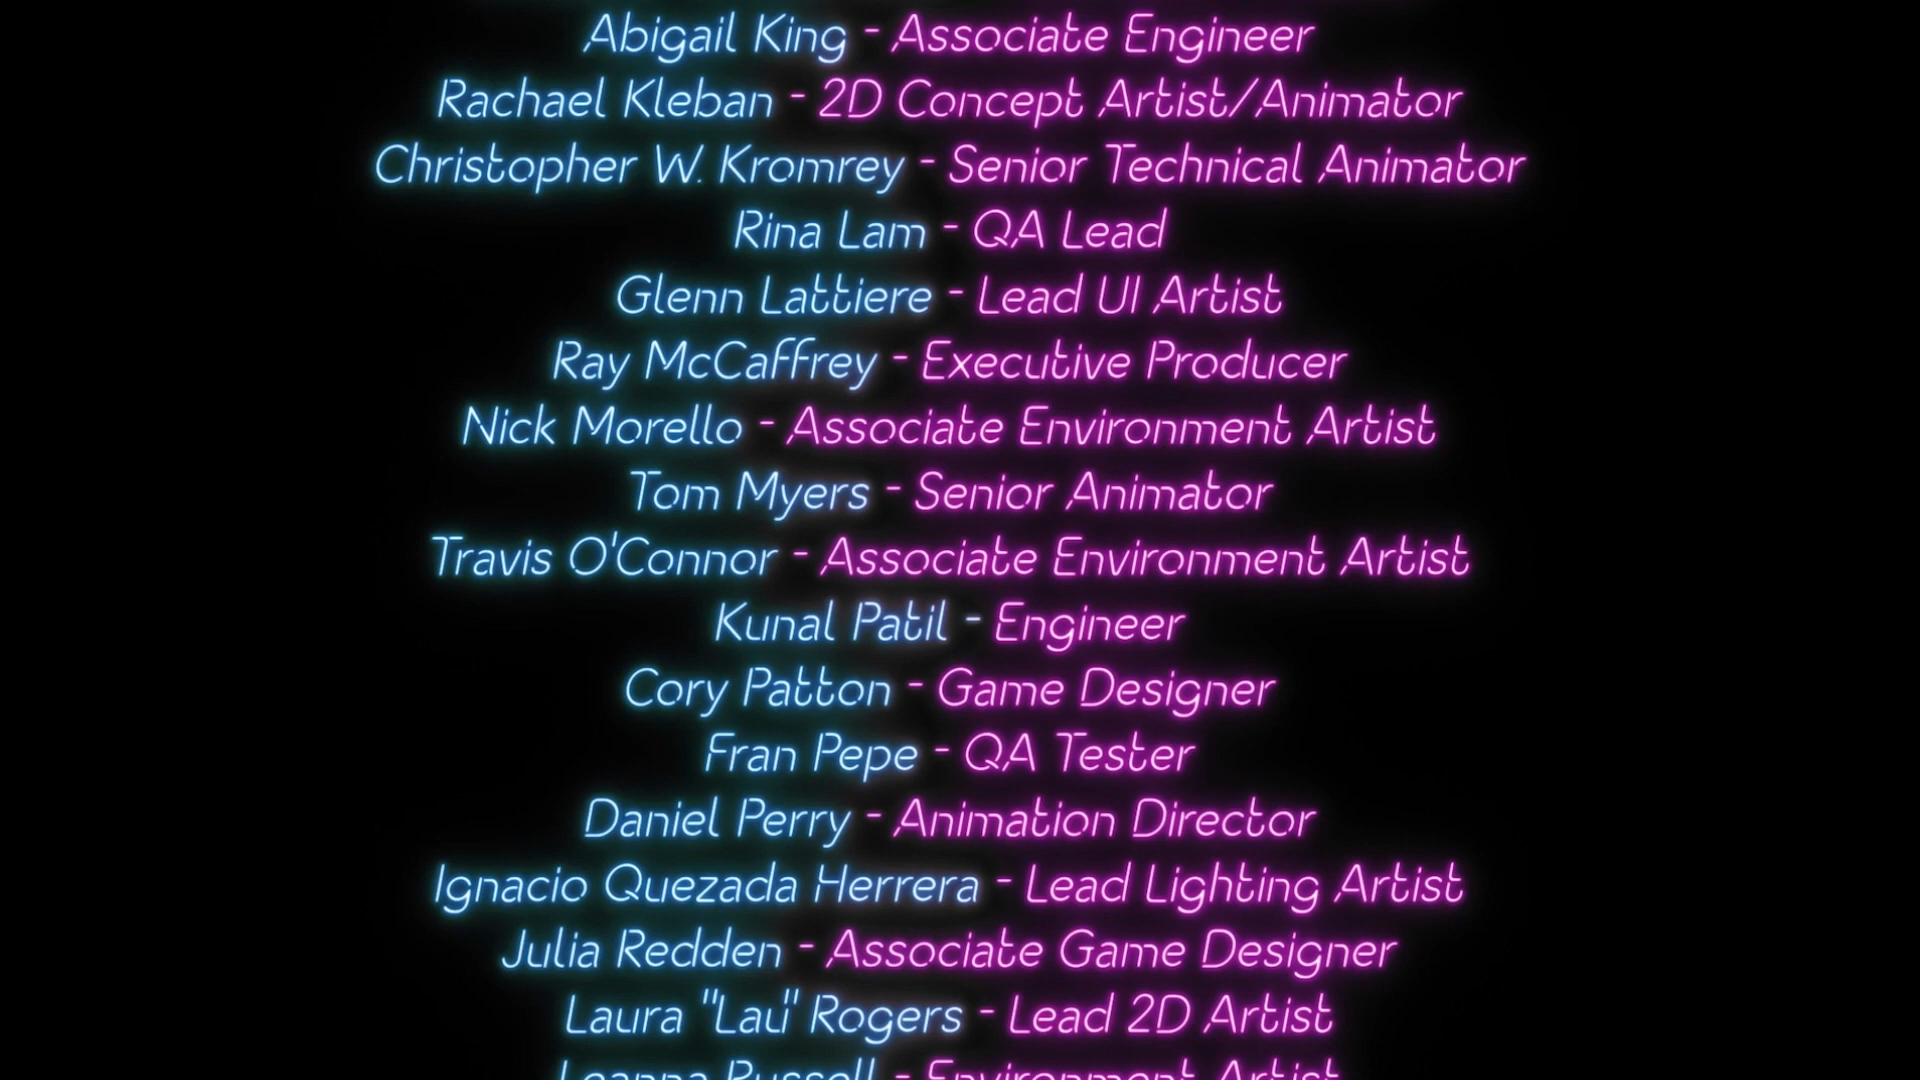 Abigail King - Associate Engineer
Rachael Kleban - 2D Concept Artist/Animator
Christopher W. Kromrey - Senior Technical Animator
Rina Lam - QA Lead
Glenn Lattiere - Lead UI Artist
Ray McCaffrey - Executive Producer
Nick Morello - Associate Environment Artist
Tom Myers - Senior Animator
Travis O'Connor - Associate Environment Artist
Kunal Patil - Engineer
Cory Patton - Game Designer
Fran Pepe - QA Tester
Daniel Perry - Animation Director
Ignacio Quezada Herrera - Lead Lighting Artist
Julia Redden - Associate Game Designer
Laura "Lau" Rogers - Lead 2D Artist
Leanna Russell - Environment Artist